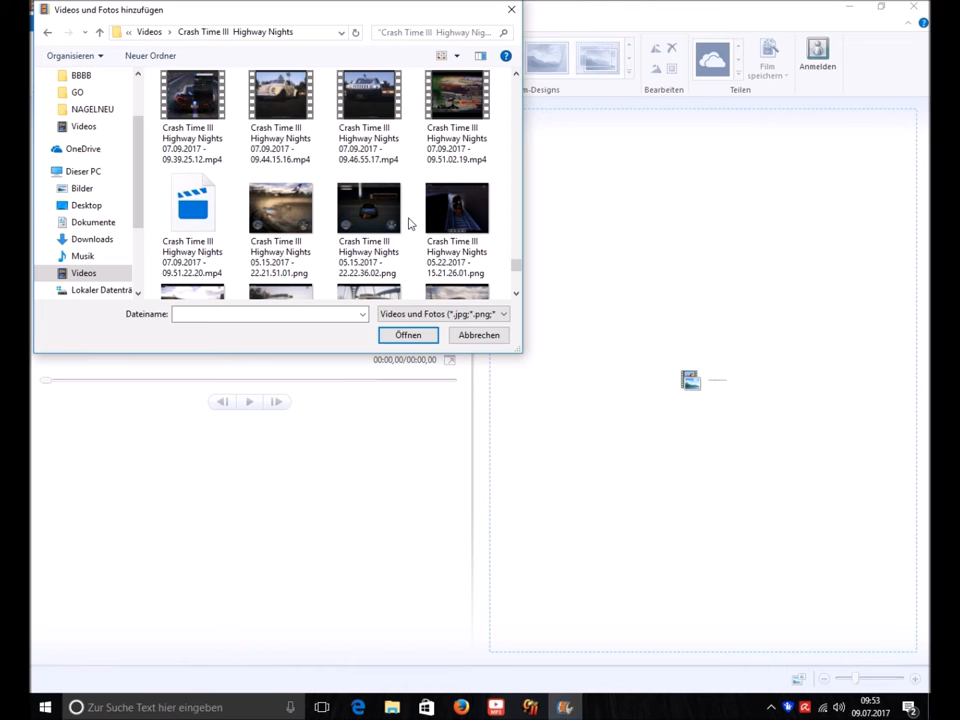 Videos und Fotos hinzufügen
« Videos > Crash Time III Highway Nights
"Crash Time III Highway Nig...
Organisieren
Neuer Ordner
BBBB
GO
NAGELNEU
Videos
OneDrive
Dieser PC
Bilder
Desktop
Dokumente
Downloads
Musik
Videos
Lokaler Datenträ
Crash Time III
Highway Nights
07.09.2017 -
09.39.25.12.mp4
Crash Time III
Highway Nights
07.09.2017 -
09.44.15.16.mp4
Crash Time III
Highway Nights
07.09.2017 -
09.46.55.17.mp4
Crash Time III
Highway Nights
07.09.2017 -
09.51.02.19.mp4
Crash Time III
Highway Nights
07.09.2017 -
09.51.22.20.mp4
Crash Time III
Highway Nights
05.15.2017 -
22.21.51.01.png
Crash Time III
Highway Nights
05.15.2017 -
22.22.36.02.png
Crash Time III
Highway Nights
05.22.2017 -
15.21.26.01.png
Dateiname:
Videos und Fotos (*.jpg;*.png;*
Öffnen
Abbrechen
m-Designs
Bearbeiten
Film
speichern
Teilen
Anmelden
00:00,00/00:00,00
Zur Suche Text hier eingeben
MP3
09:53
09.07.2017
2